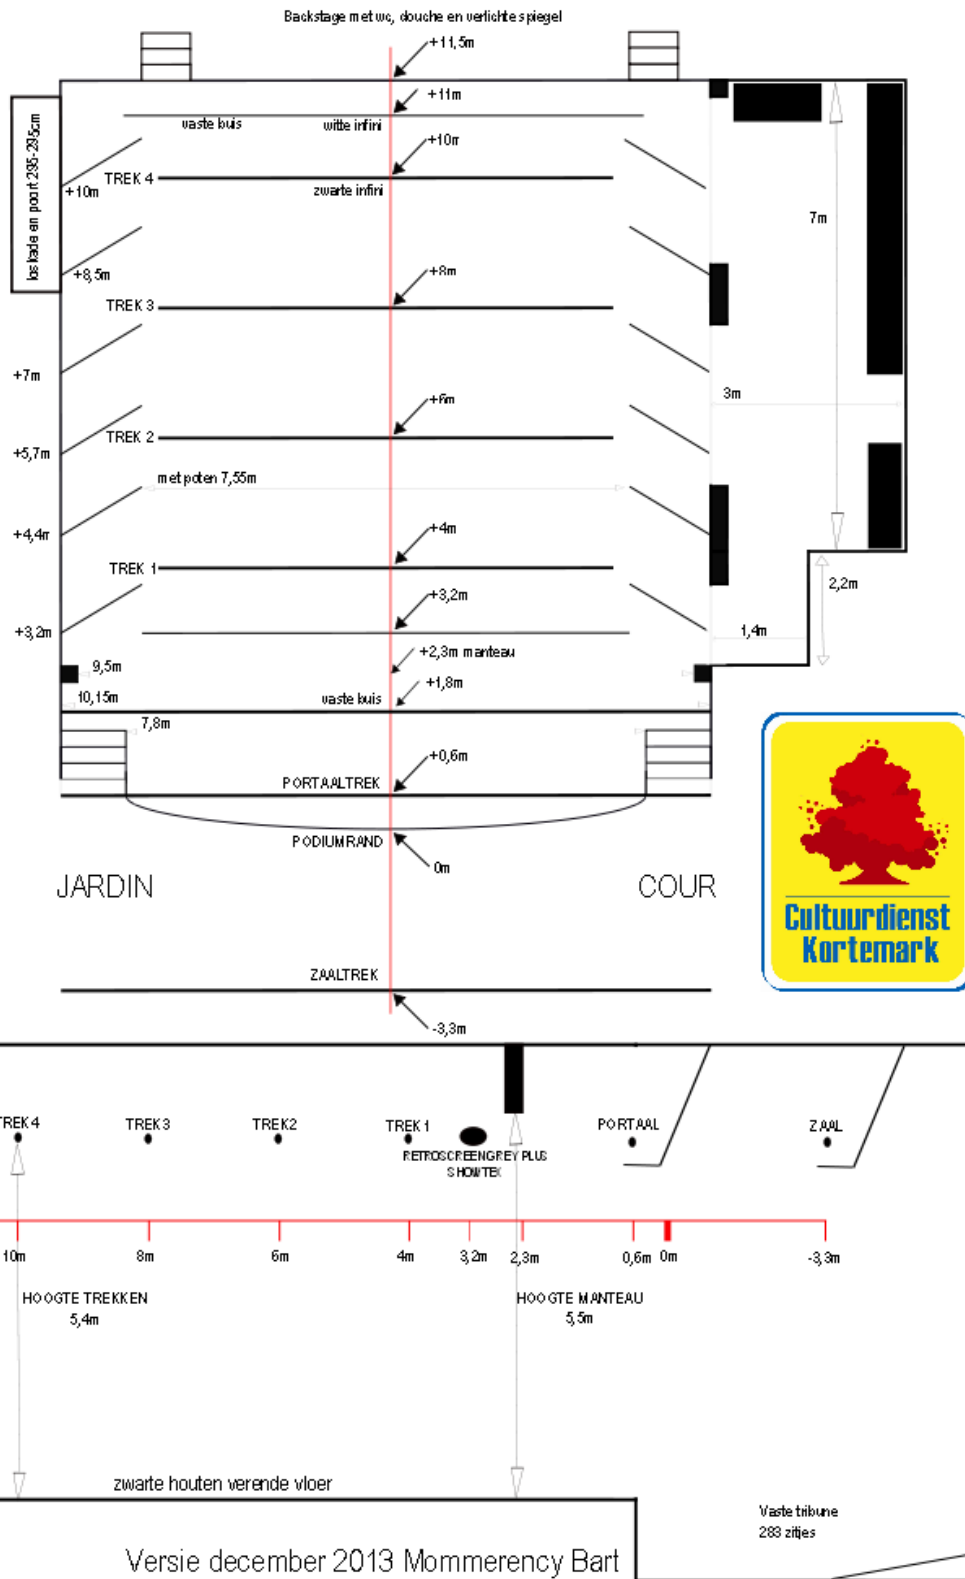 Backstage met wc, douche en verlichte spiegel
+11,5m
+11m
vaste buis
witte infini
+10m
TREK 4
zwarte infini
+10m
loskade en poort 295-295cm
7m
+8,5m
+8m
TREK 3
+7m
3m
+6m
TREK 2
+5,7m
met poten 7,55m
+4,4m
+4m
TREK 1
2,2m
+3,2m
+3,2m
1,4m
+2,3m manteau
9,5m
+1,8m
10,15m
vaste buis
7,8m
+0,6m
PORTAALTREK
PODIUMRAND
0m
JARDIN
COUR
Cultuurdienst
Kortemark
ZAALTREK
-3,3m
TREK 4
TREK 3
TREK2
TREK 1
PORTAAL
ZAAL
RETROSCREENGREY PLUS
SHOWTEX
10m
8m
6m
4m
3,2m
2,3m
0,6m
0m
-3,3m
HOOGTE TREKKEN
5,4m
HOOGTE MANTEAU
5,5m
zwarte houten verende vloer
Vaste tribune
283 zitjes
Versie december 2013 Mommerency Bart